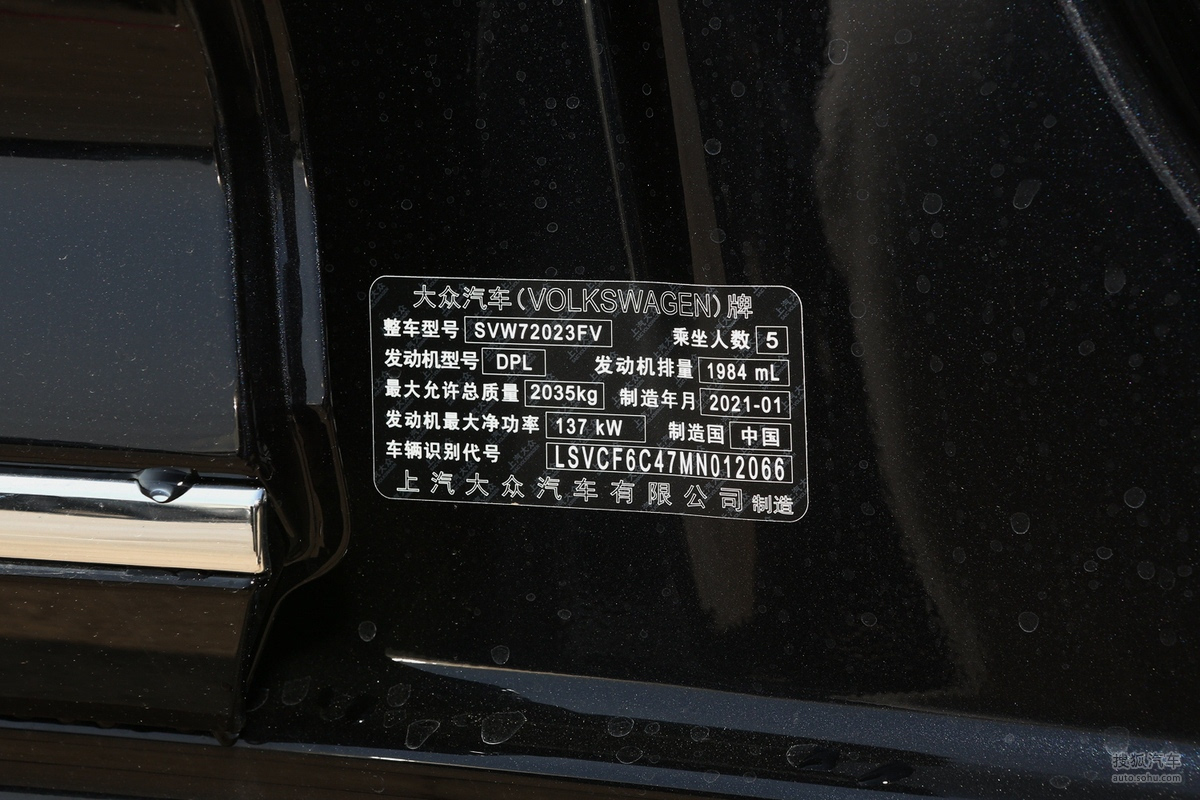 大众汽车(VOLKSWAGEN)牌
整车型号 SVW72023FV 乘坐人数 5
发动机型号 DPL 发动机排量 1984 mL
最大允许总质量 2035kg 制造年月 2021-01
发动机最大净功率 137 kW 制造国 中国
车辆识别代号 LSVCF6C47MN012066
上汽大众汽车有限公司 制造
搜狐汽车
auto.sohu.com